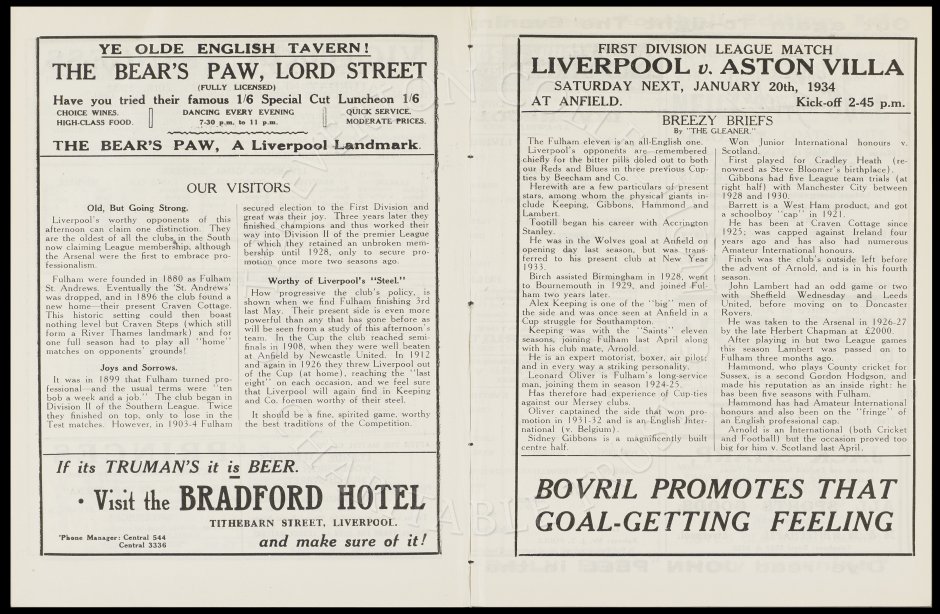 YE OLDE ENGLISH TAVERN!
THE BEAR'S PAW, LORD STREET
(FULLY LICENSED)
Have you tried their famous 1/6 Special Cut Luncheon 1/6
CHOICE WINES. DANCING EVERY EVENING QUICK SERVICE.
HIGH-CLASS FOOD. 7-30 p.m. to 11 p.m. MODERATE PRICES.
THE BEAR'S PAW, A Liverpool Landmark.
OUR VISITORS
Old, But Going Strong.
Liverpool's worthy opponents of this
afternoon can claim one distinction. They
are the oldest of all the clubs in the South
now claiming League membership, although
the Arsenal were the first to embrace pro-
fessionalism.
Fulham were founded in 1880 as Fulham
St. Andrews. Eventually the 'St. Andrews'
was dropped, and in 1896 the club found a
new home—their present Craven Cottage.
This historic setting could then boast
nothing level but Craven Steps (which still
form a River Thames landmark) and for
one full season had to play all "home"
matches on opponents' grounds!
Joys and Sorrows.
It was in 1899 that Fulham turned pro-
fessional—and the usual terms were "ten
bob a week and a job." The club began in
Division II of the Southern League. Twice
they finished on top, only to lose in the
Test matches. However, in 1903-4 Fulham
secured election to the First Division and
great was their joy. Three years later they
finished champions and thus worked their
way into Division II of the premier League
of which they retained an unbroken mem-
bership until 1928, only to secure pro-
motion once more two seasons ago.
Worthy of Liverpool's "Steel."
How progressive the club's policy, is
shown when we find Fulham finishing 3rd
last May. Their present side is even more
powerful than any that has gone before as
will be seen from a study of this afternoon's
team. In the Cup the club reached semi-
finals in 1908, when they were well beaten
at Anfield by Newcastle United. In 1912
and again in 1926 they threw Liverpool out
of the Cup (at home), reaching the "last
eight" on each occasion, and we feel sure
that Liverpool will again find in Keeping
and Co. foemen worthy of their steel.
It should be a fine, spirited game, worthy
the best traditions of the Competition.
If its TRUMAN'S it is BEER.
· Visit the BRADFORD HOTEL
TITHEBARN STREET, LIVERPOOL.
'Phone Manager: Central 544
Central 3336
and make sure of it!
FIRST DIVISION LEAGUE MATCH
LIVERPOOL v. ASTON VILLA
SATURDAY NEXT, JANUARY 20th, 1934
AT ANFIELD. Kick-off 2-45 p.m.
BREEZY BRIEFS
By "THE GLEANER."
The Fulham eleven is an all-English one.
Liverpool's opponents are remembered
chiefly for the bitter pills doled out to both
our Reds and Blues in three previous Cup-
ties by Beecham and Co.
Herewith are a few particulars of present
stars, among whom the physical giants in-
clude Keeping, Gibbons, Hammond and
Lambert.
Tootill began his career with Accrington
Stanley.
He was in the Wolves goal at Anfield on
opening day last season, but was trans-
ferred to his present club at New Year
1933.
Birch assisted Birmingham in 1928, went
to Bournemouth in 1929, and joined Ful-
ham two years later.
Alex Keeping is one of the "big" men of
the side and was once seen at Anfield in a
Cup struggle for Southampton.
Keeping was with the "Saints" eleven
seasons, joining Fulham last April along
with his club mate, Arnold.
He is an expert motorist, boxer, air pilot;
and in every way a striking personality.
Leonard Oliver is Fulham's long-service
man, joining them in season 1924-25.
Has therefore had experience of Cup-ties
against our Mersey clubs.
Oliver captained the side that won pro-
motion in 1931-32 and is an English Inter-
national (v. Belgium).
Sidney Gibbons is a magnificently built
centre half.
Won Junior International honours v.
Scotland.
First played for Cradley Heath (re-
nowned as Steve Bloomer's birthplace).
Gibbons had five League team trials (at
right half) with Manchester City between
1928 and 1930.
Barrett is a West Ham product, and got
a schoolboy "cap" in 1921.
He has been at Craven Cottage since
1925; was capped against Ireland four
years ago and has also had numerous
Amateur International honours.
Finch was the club's outside left before
the advent of Arnold, and is in his fourth
season.
John Lambert had an odd game or two
with Sheffield Wednesday and Leeds
United, before moving on to Doncaster
Rovers.
He was taken to the Arsenal in 1926-27
by the late Herbert Chapman at £2000.
After playing in but two League games
this season Lambert was passed on to
Fulham three months ago.
Hammond, who plays County cricket for
Sussex, is a second Gordon Hodgson, and
made his reputation as an inside right: he
has been five seasons with Fulham.
Hammond has had Amateur International
honours and also been on the "fringe" of
an English professional cap.
Arnold is an International (both Cricket
and Football) but the occasion proved too
big for him v. Scotland last April.
BOVRIL PROMOTES THAT
GOAL-GETTING FEELING